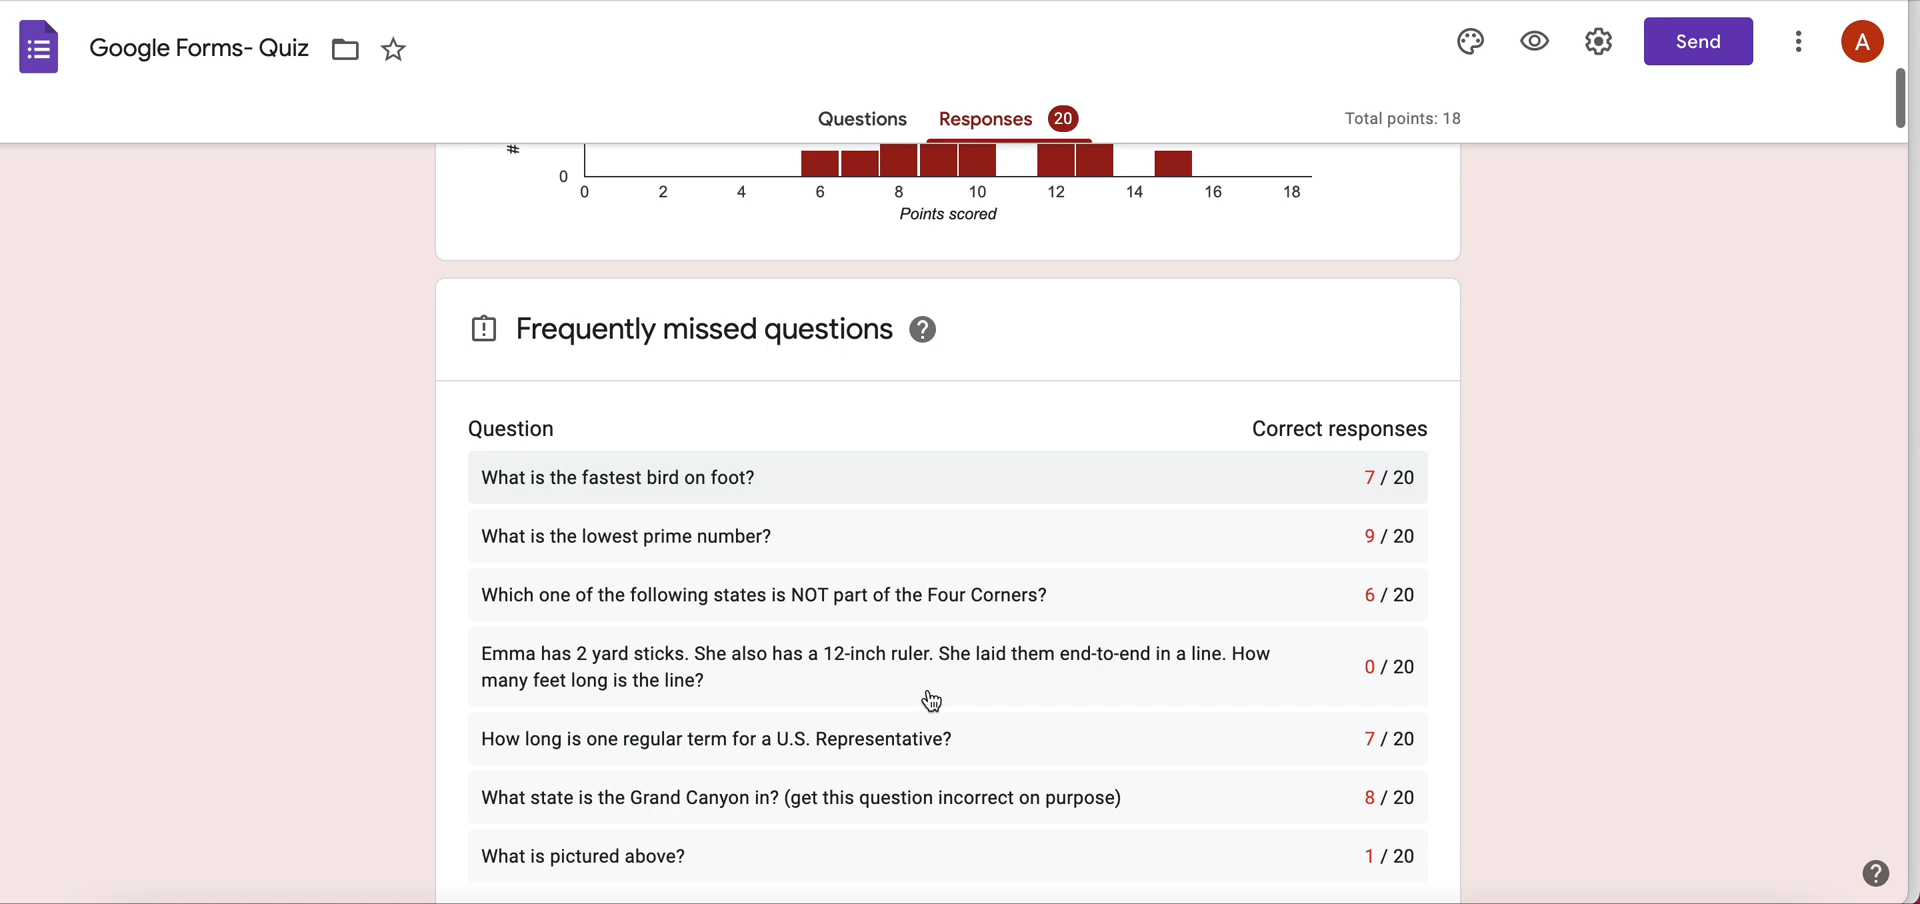 Google Forms- Quiz
Send
A
Questions
Responses 20
Total points: 18
#
0
0 2 4 6 8 10 12 14 16 18
Points scored
Frequently missed questions
Question Correct responses
What is the fastest bird on foot? 7 / 20
What is the lowest prime number? 9 / 20
Which one of the following states is NOT part of the Four Corners? 6 / 20
Emma has 2 yard sticks. She also has a 12-inch ruler. She laid them end-to-end in a line. How
many feet long is the line? 0 / 20
How long is one regular term for a U.S. Representative? 7 / 20
What state is the Grand Canyon in? (get this question incorrect on purpose) 8 / 20
What is pictured above? 1 / 20